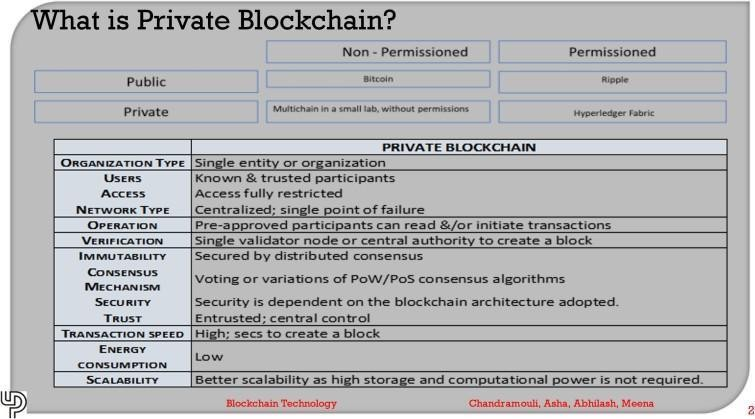 What is Private Blockchain?
Non - Permissioned Permissioned
Public Bitcoin Ripple
Private Multichain in a small lab, without permissions Hyperledger Fabric
PRIVATE BLOCKCHAIN
ORGANIZATION TYPE Single entity or organization
USERS Known & trusted participants
ACCESS Access fully restricted
NETWORK TYPE Centralized; single point of failure
OPERATION Pre-approved participants can read &/or initiate transactions
VERIFICATION Single validator node or central authority to create a block
IMMUTABILITY Secured by distributed consensus
CONSENSUS
MECHANISM Voting or variations of PoW/PoS consensus algorithms
SECURITY Security is dependent on the blockchain architecture adopted.
TRUST Entrusted; central control
TRANSACTION SPEED High; secs to create a block
ENERGY
CONSUMPTION Low
SCALABILITY Better scalability as high storage and computational power is not required.
Blockchain Technology Chandramouli, Asha, Abhilash, Meena 2